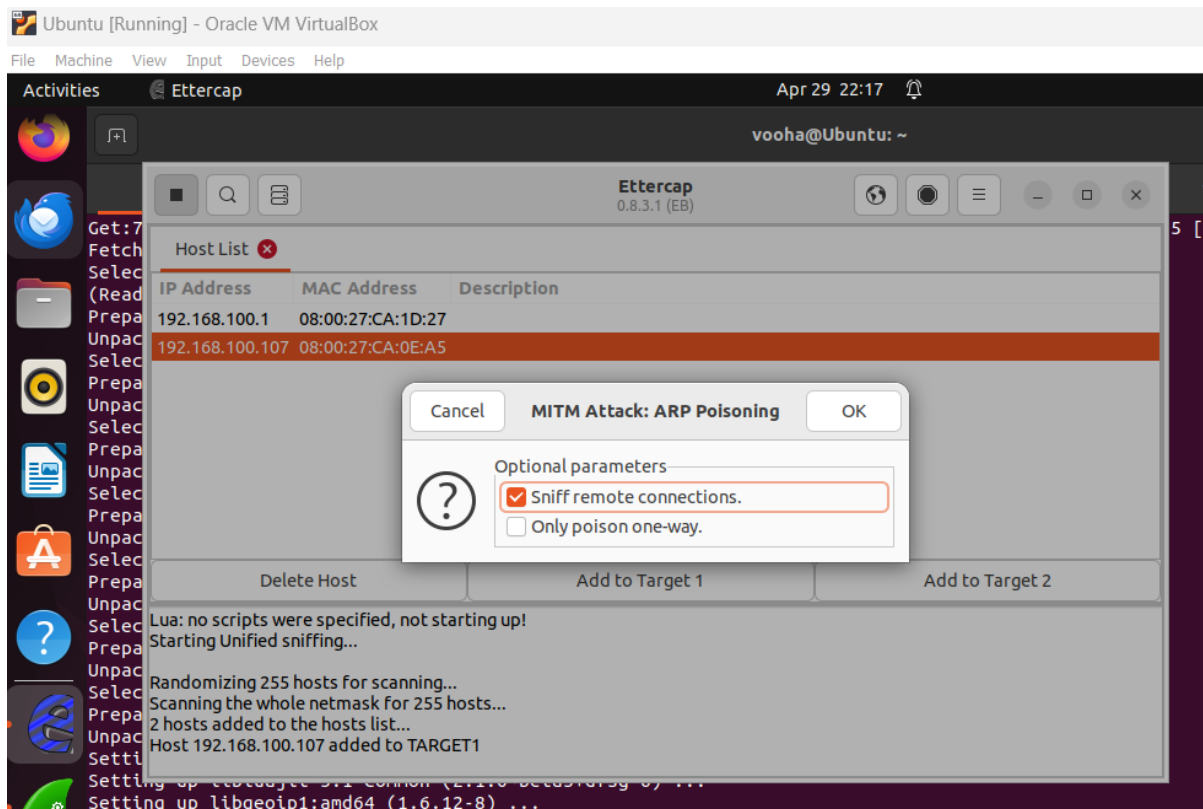 Ubuntu [Running] - Oracle VM VirtualBox
File Machine View Input Devices Help
Activities Ettercap Apr 29 22:17
vooha@Ubuntu: ~
Ettercap
0.8.3.1 (EB)
Get:7 5 [
Fetch Host List
Selec
(Read IP Address MAC Address Description
Prepa 192.168.100.1 08:00:27:CA:1D:27
Unpac 192.168.100.107 08:00:27:CA:0E:A5
Selec
Prepa
Unpac
Selec
Cancel MITM Attack: ARP Poisoning OK
Prepa
Unpac Optional parameters
Selec Sniff remote connections.
Prepa
Unpac Only poison one-way.
Selec
Prepa Delete Host Add to Target 1 Add to Target 2
Unpac
Selec Lua: no scripts were specified, not starting up!
Prepa Starting Unified sniffing...
Unpac
Selec Randomizing 255 hosts for scanning...
Prepa Scanning the whole netmask for 255 hosts...
Unpac 2 hosts added to the hosts list...
Setti Host 192.168.100.107 added to TARGET1
Setting up
Setting up libgeoip1:amd64 (1.6.12-8) ...